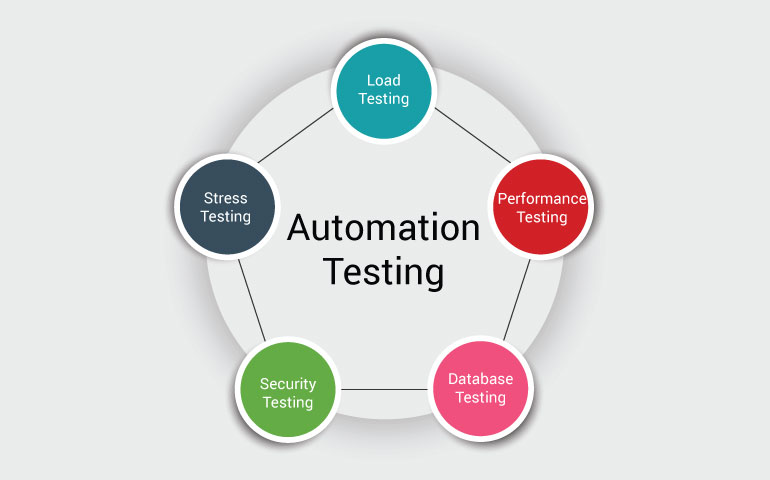 Load
Testing
Stress
Testing
Performance
Testing
Automation
Testing
Security
Testing
Database
Testing